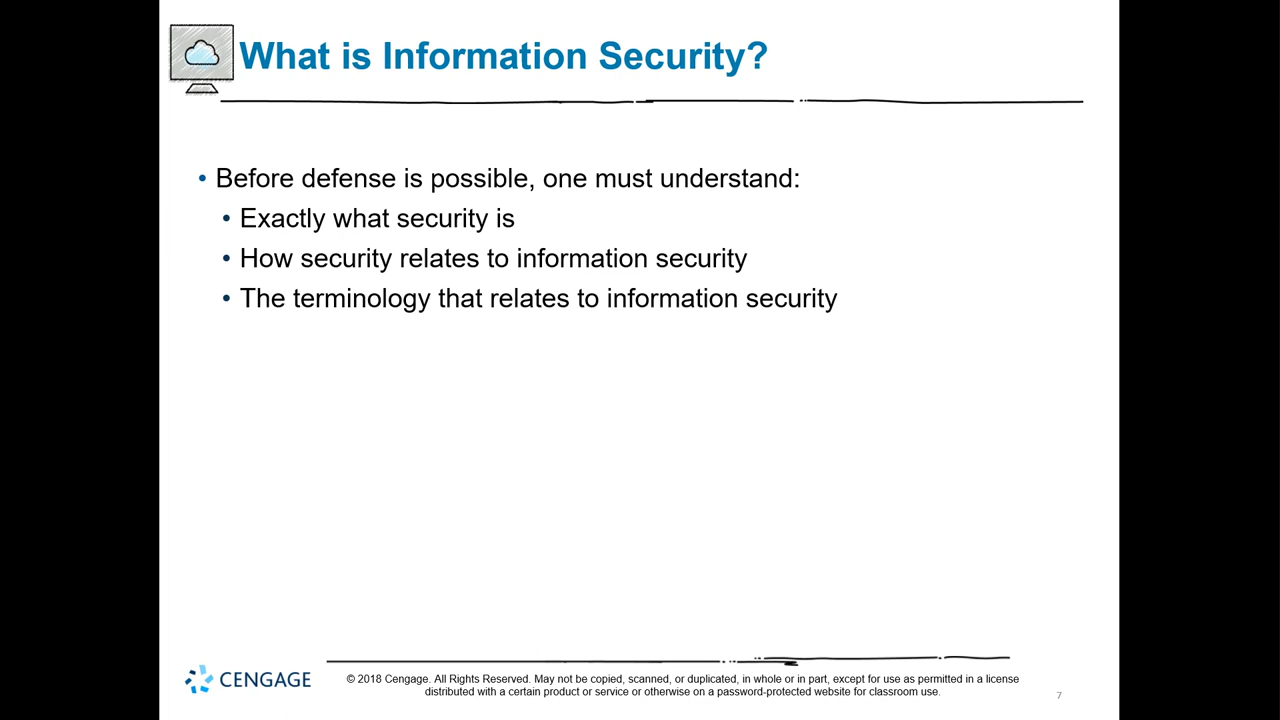 What is Information Security?
• Before defense is possible, one must understand:
• Exactly what security is
• How security relates to information security
• The terminology that relates to information security
CENGAGE
© 2018 Cengage. All Rights Reserved. May not be copied, scanned, or duplicated, in whole or in part, except for use as permitted in a license
distributed with a certain product or service or otherwise on a password-protected website for classroom use.
7